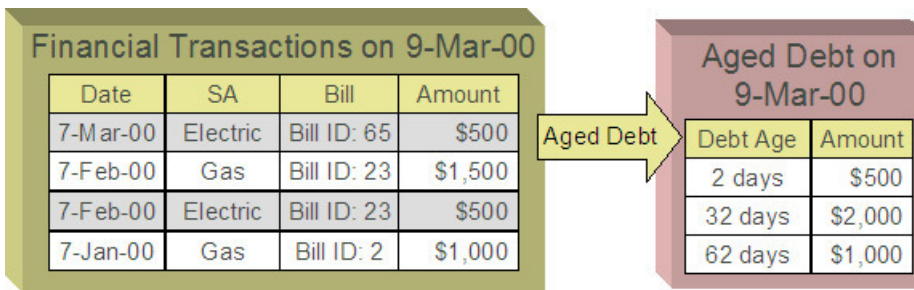 Financial Transactions on 9-Mar-00
Date SA Bill Amount
7-Mar-00 Electric Bill ID: 65 $500
7-Feb-00 Gas Bill ID: 23 $1,500
7-Feb-00 Electric Bill ID: 23 $500
7-Jan-00 Gas Bill ID: 2 $1,000
Aged Debt
Aged Debt on
9-Mar-00
Debt Age Amount
2 days $500
32 days $2,000
62 days $1,000